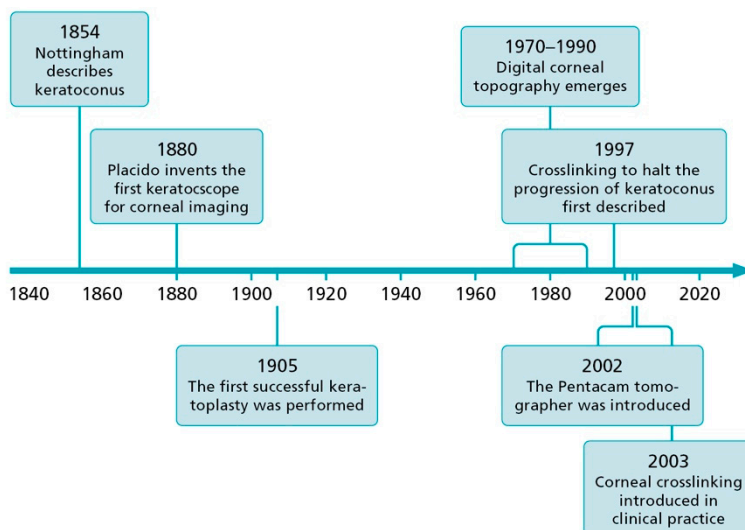 1854
Nottingham
describes
keratoconus
1970–1990
Digital corneal
topography emerges
1880
Placido invents the
first keratocscope
for corneal imaging
1997
Crosslinking to halt the
progression of keratoconus
first described
1840 1860 1880 1900 1920 1940 1960 1980 2000 2020
1905
The first successful kera-
toplasty was performed
2002
The Pentacam tomo-
grapher was introduced
2003
Corneal crosslinking
introduced in
clinical practice